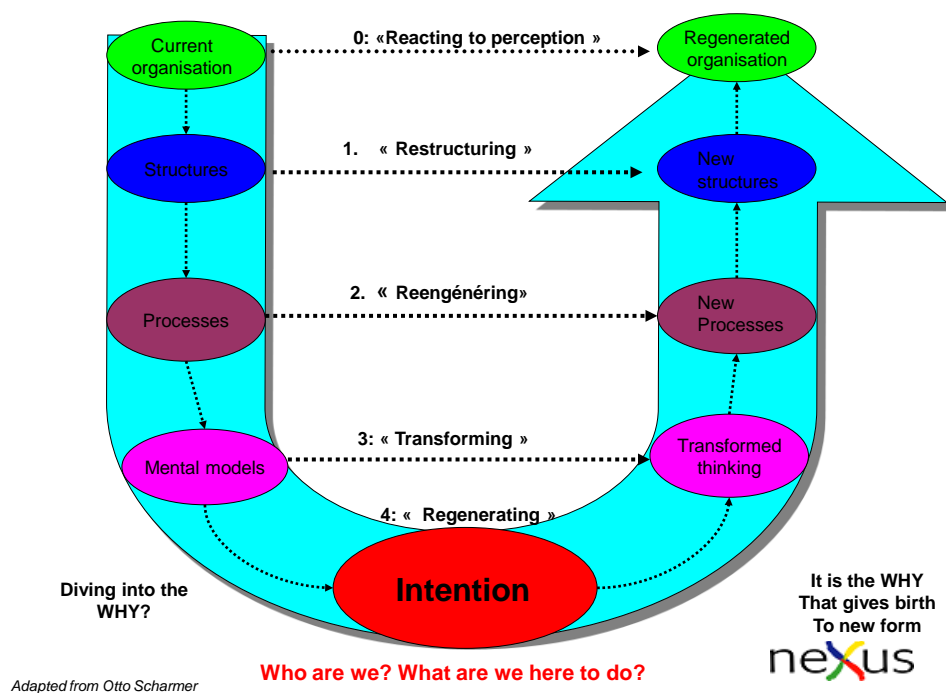 Current
organisation
0: «Reacting to perception »
Regenerated
organisation
1. « Restructuring »
Structures
New
structures
2. « Reengénéring»
Processes
New
Processes
3: « Transforming »
Mental models
Transformed
thinking
4: « Regenerating »
Intention
Diving into the
WHY?
It is the WHY
That gives birth
To new form
nexus
Who are we? What are we here to do?
Adapted from Otto Scharmer